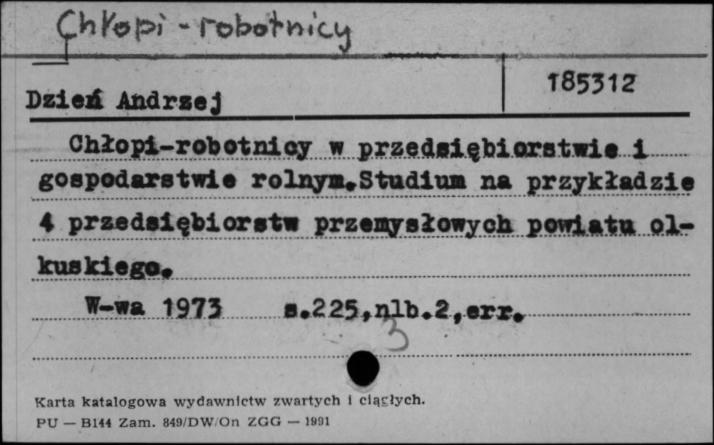 Chłopi-robotnicy
185312
Dzień Andrzej
Chłopi-robotnicy w przedsiębiorstwie i
gospodarstwie rolnym.Studium na przykładzie
4 przedsiębiorstw przemysłowych powiatu ol-
kuskiego.
W-wa 1973 s.225,nlb.2,err.
3
Karta katalogowa wydawnictw zwartych i ciągłych.
PU — B144 Zam. 849/DW/On ZGG — 1991